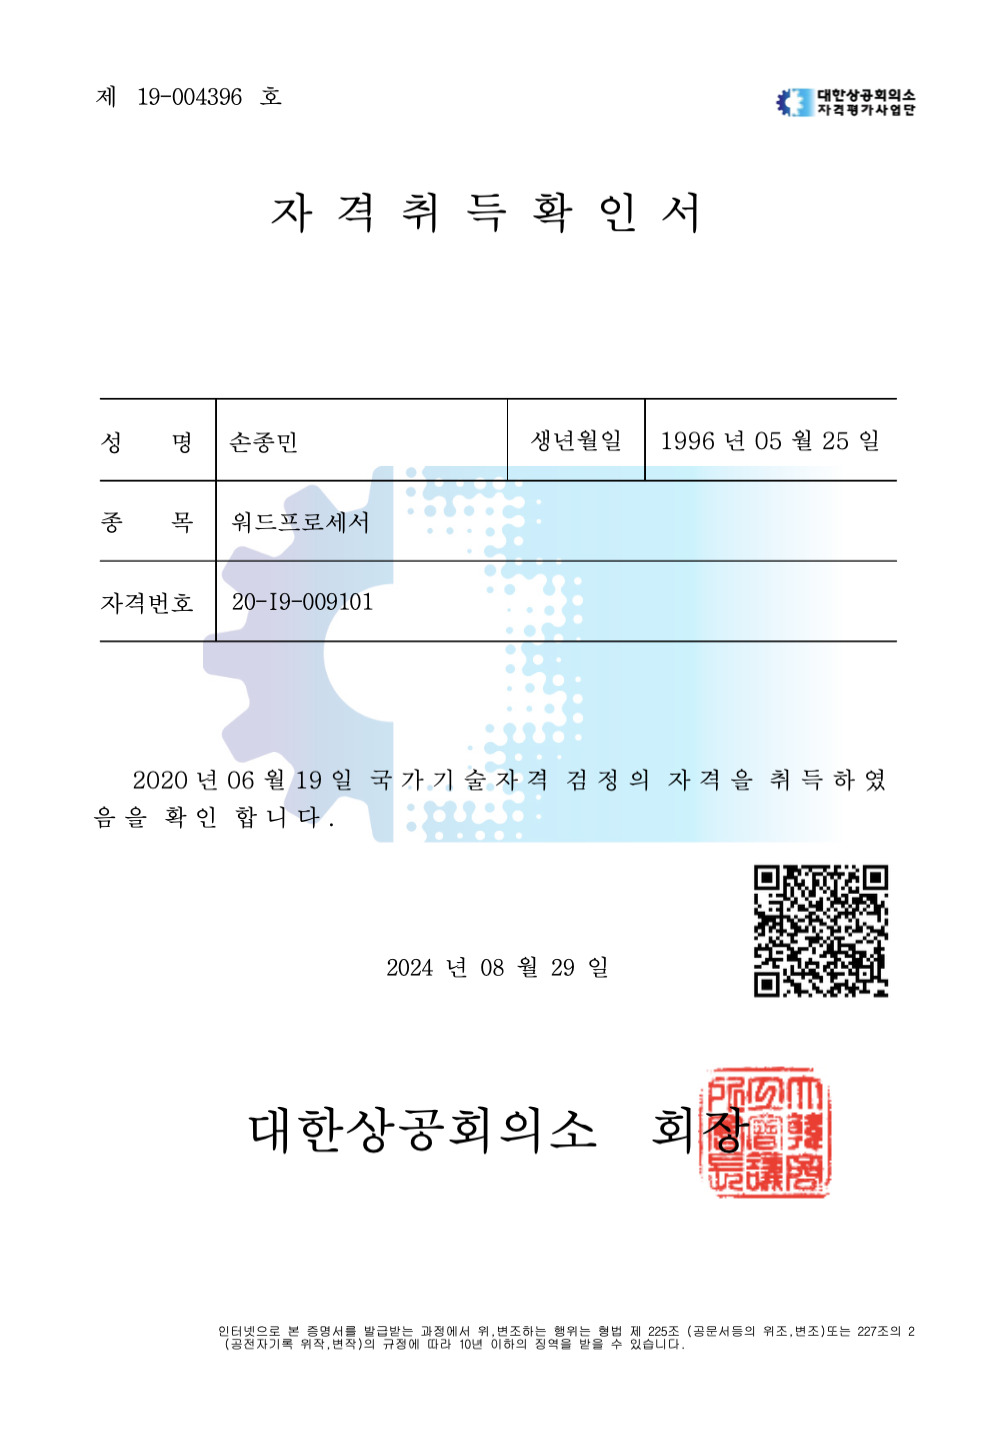 제 19-004396 호
대한상공회의소
자격평가사업단
자 격 취 득 확 인 서
성 명 손종민 생년월일 1996 년 05 월 25 일
종 목 워드프로세서
자격번호 20-I9-009101
2020 년 06 월 19 일 국 가 기 술 자 격 검 정 의 자 격 을 취 득 하 였
음 을 확 인 합 니 다 .
2024 년 08 월 29 일
대한상공회의소 회장
인터넷으로 본 증명서를 발급받는 과정에서 위,변조하는 행위는 형법 제 225조 (공문서등의 위조,변조)또는 227조의 2
(공전자기록 위작,변작)의 규정에 따라 10년 이하의 징역을 받을 수 있습니다.